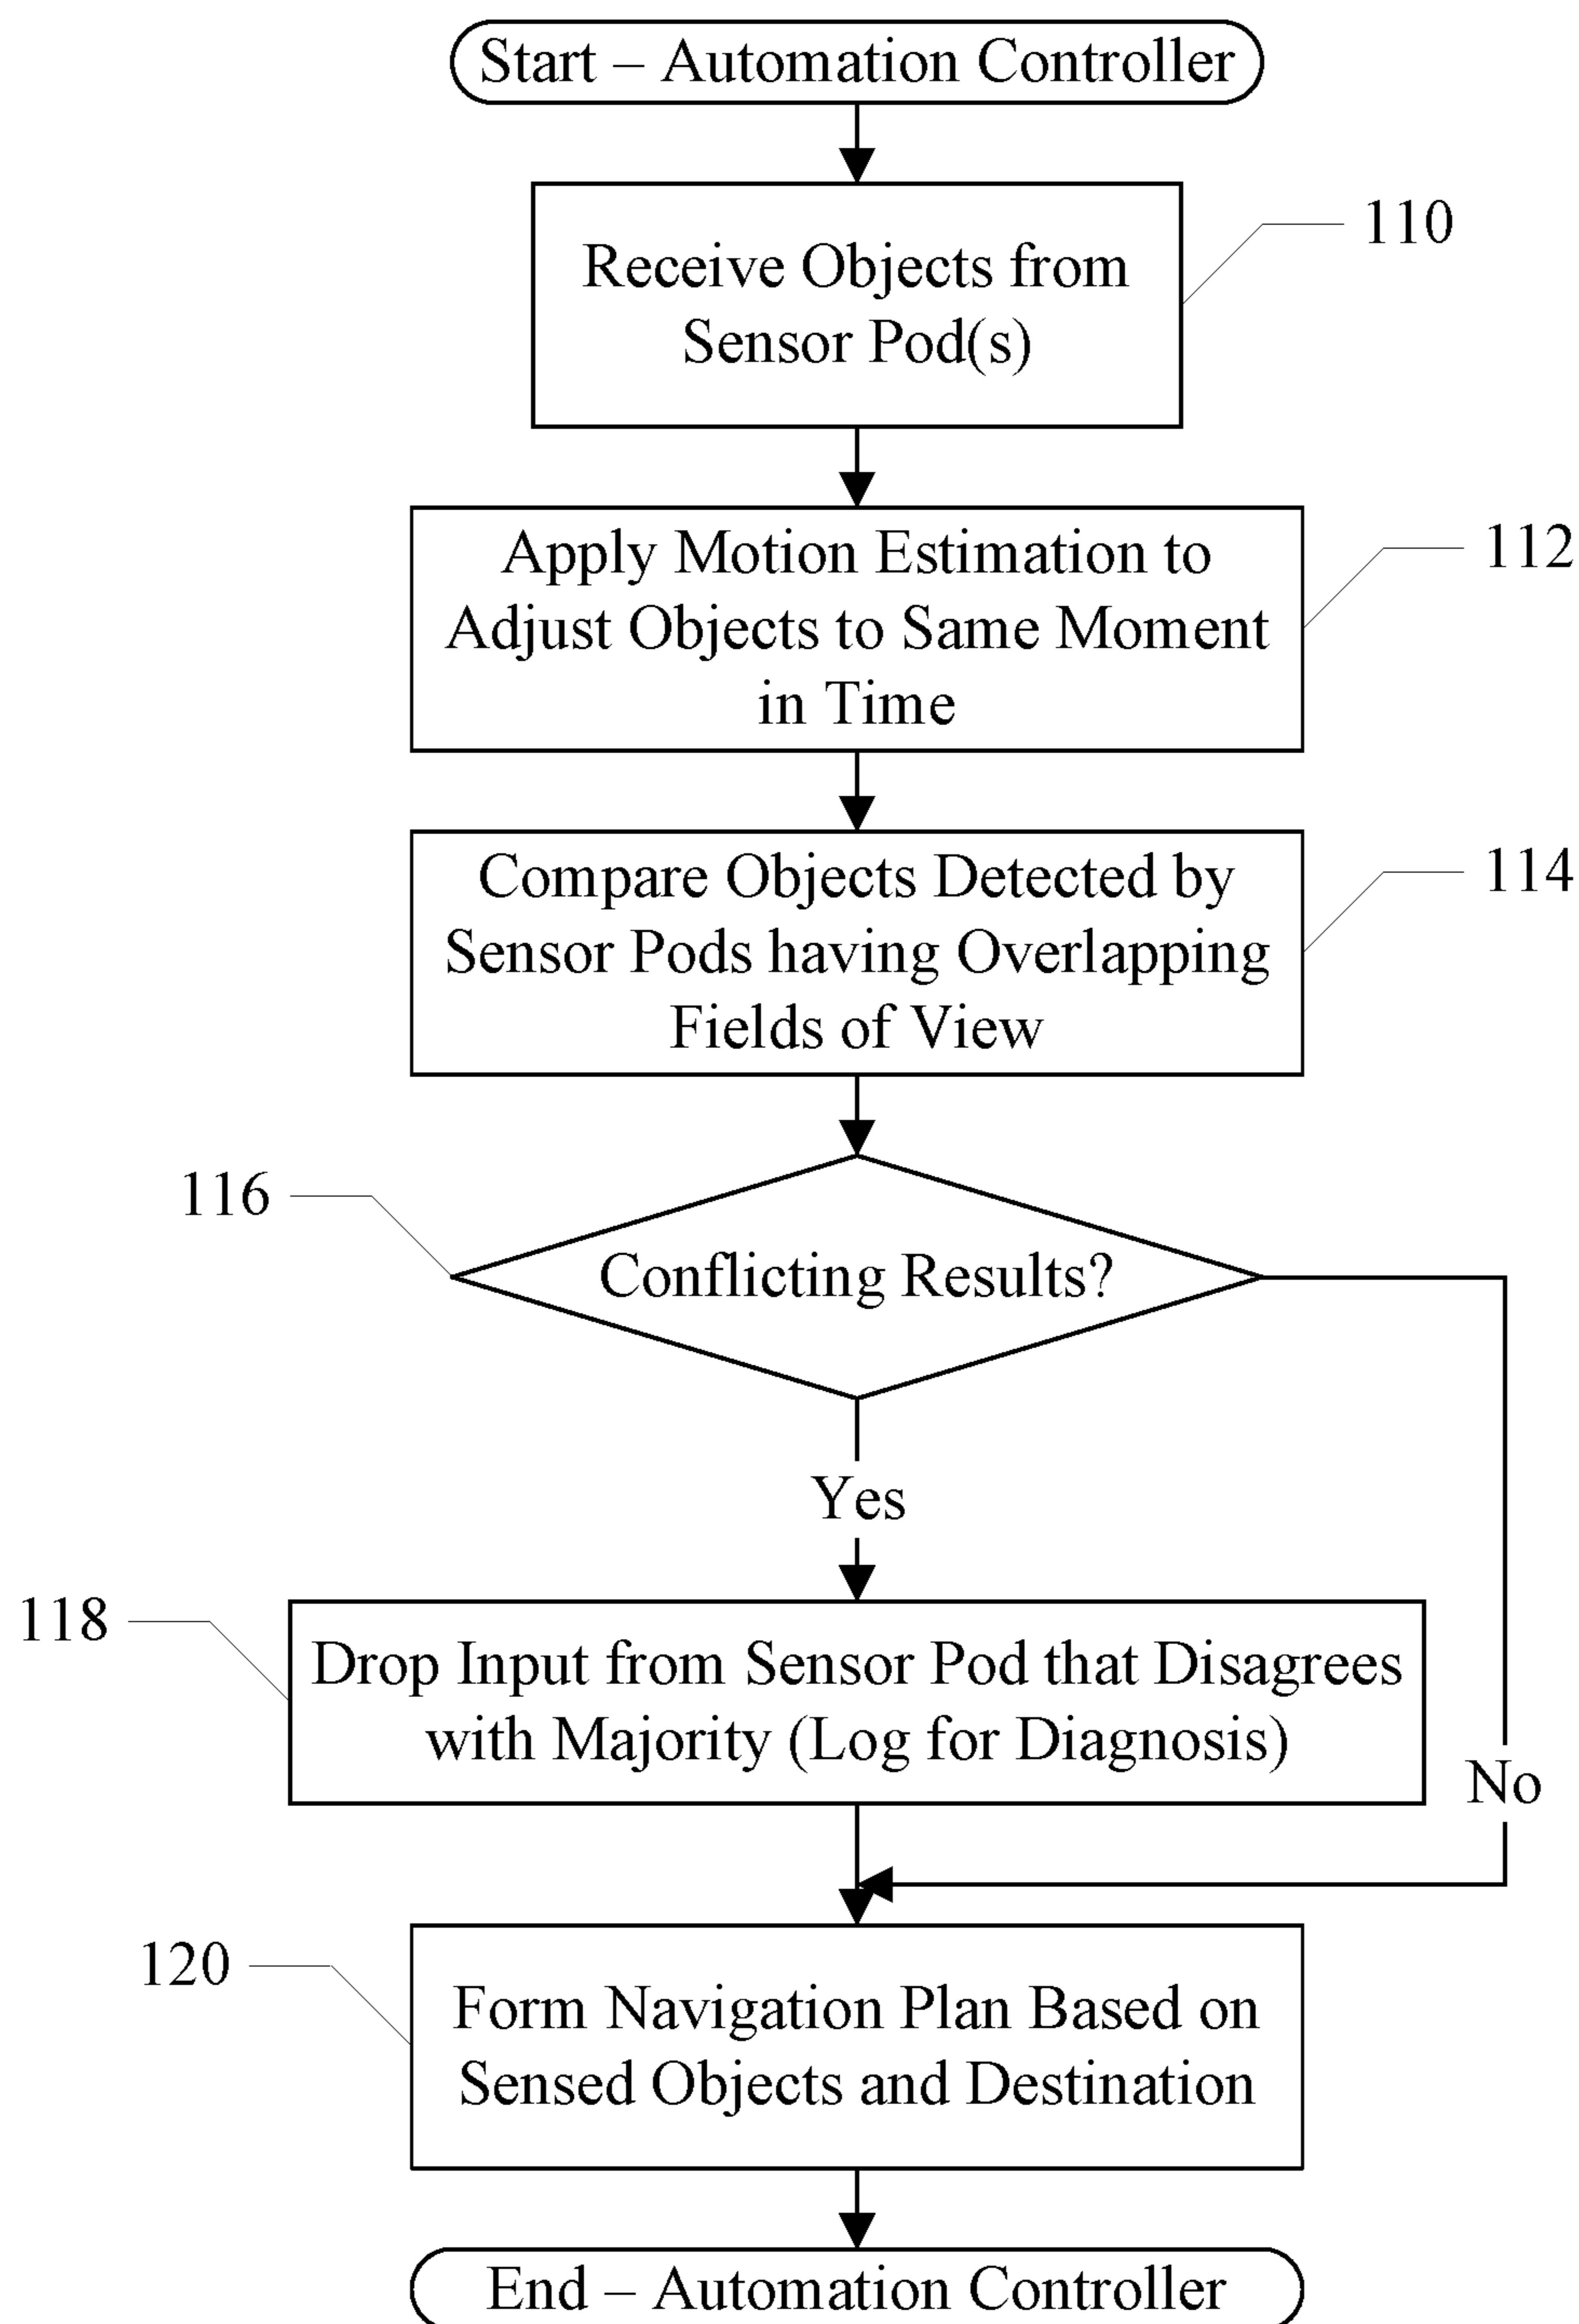 Start – Automation Controller
Receive Objects from
Sensor Pod(s)
110
Apply Motion Estimation to
Adjust Objects to Same Moment
in Time
112
Compare Objects Detected by
Sensor Pods having Overlapping
Fields of View
114
116
Conflicting Results?
Yes
118
Drop Input from Sensor Pod that Disagrees
with Majority (Log for Diagnosis)
No
120
Form Navigation Plan Based on
Sensed Objects and Destination
End – Automation Controller